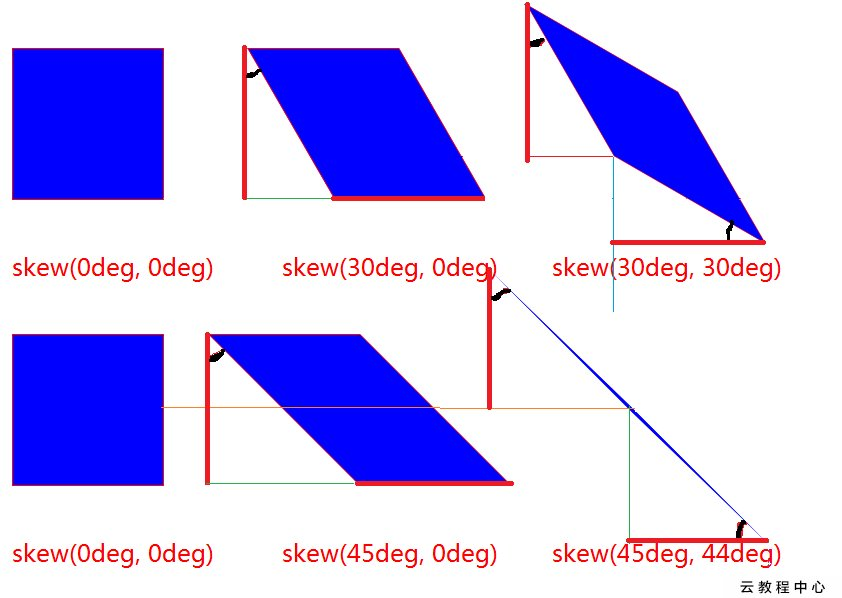 skew(0deg, 0deg) skew(30deg, 0deg) skew(30deg, 30deg)
skew(0deg, 0deg) skew(45deg, 0deg) skew(45deg, 44deg)
云教程中心